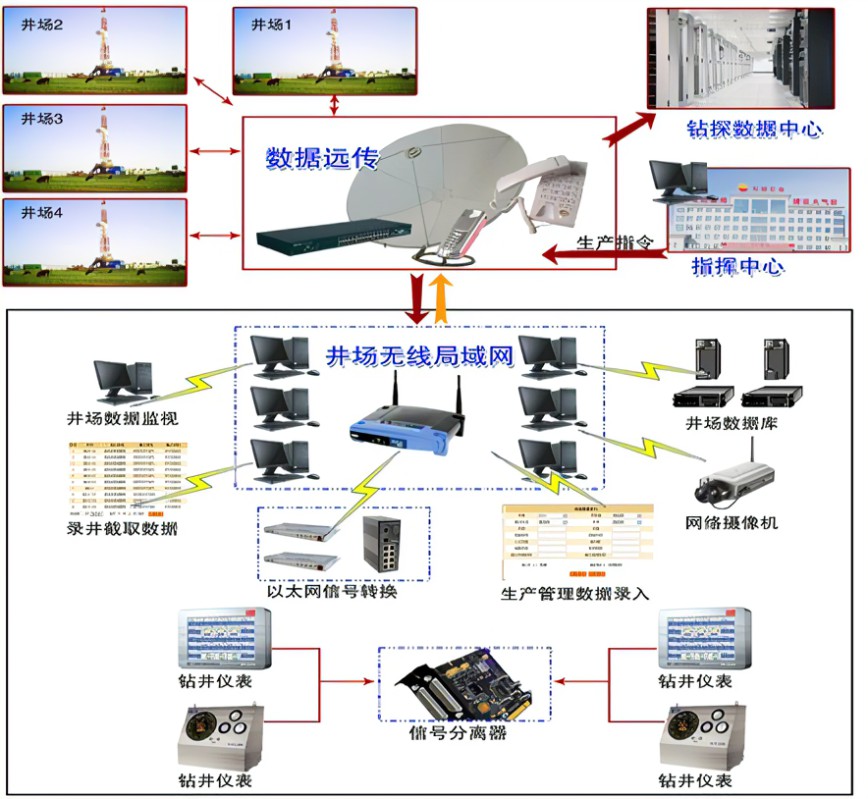 井场2
井场1
井场3
井场4
数据远传
钻探数据中心
生产指令
指挥中心
井场无线局域网
井场数据监视
井场数据库
录井截取数据
网络摄像机
以太网信号转换
生产管理数据录入
钻井仪表
钻井仪表
信号分离器
钻井仪表
钻井仪表